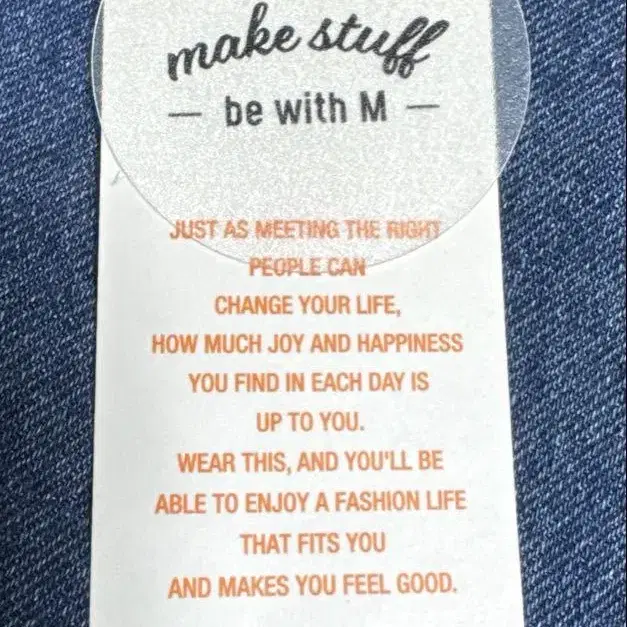 make stuff
— be with M —
JUST AS MEETING THE RIGHT
PEOPLE CAN
CHANGE YOUR LIFE,
HOW MUCH JOY AND HAPPINESS
YOU FIND IN EACH DAY IS
UP TO YOU.
WEAR THIS, AND YOU'LL BE
ABLE TO ENJOY A FASHION LIFE
THAT FITS YOU
AND MAKES YOU FEEL GOOD.